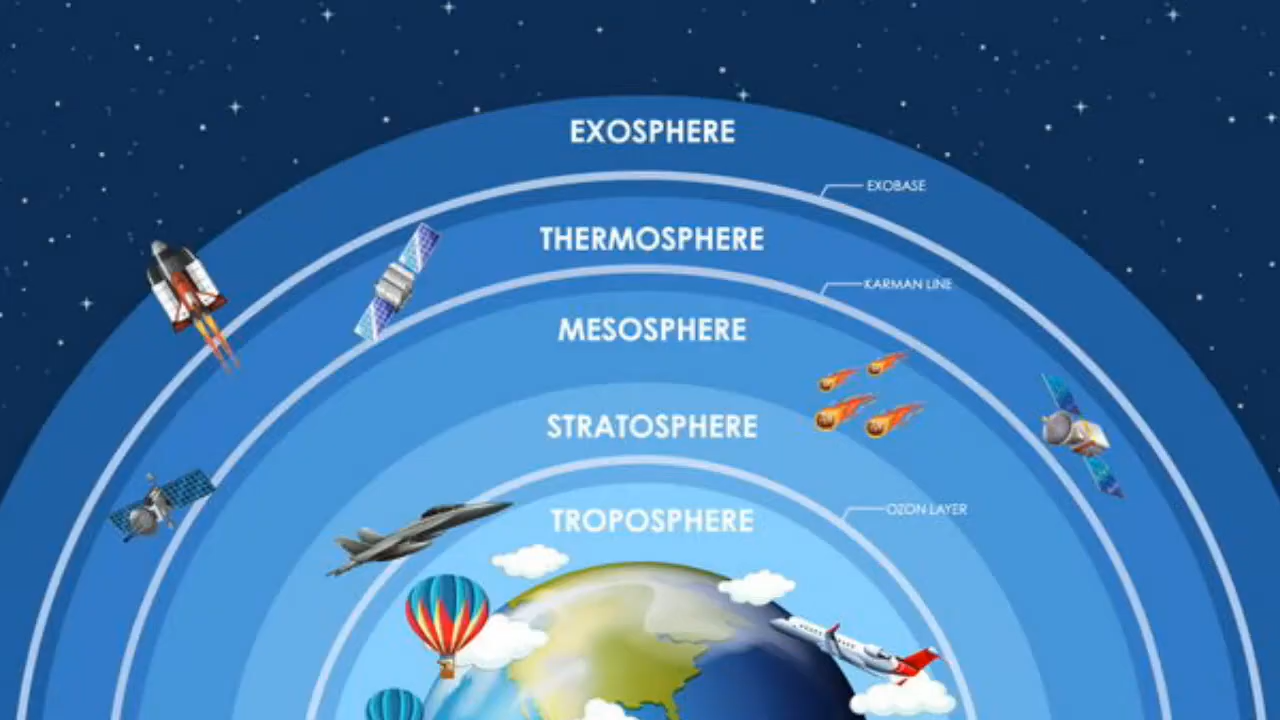 EXOSPHERE
EXOBASE
THERMOSPHERE
KARMAN LINE
MESOSPHERE
STRATOSPHERE
OZON LAYER
TROPOSPHERE